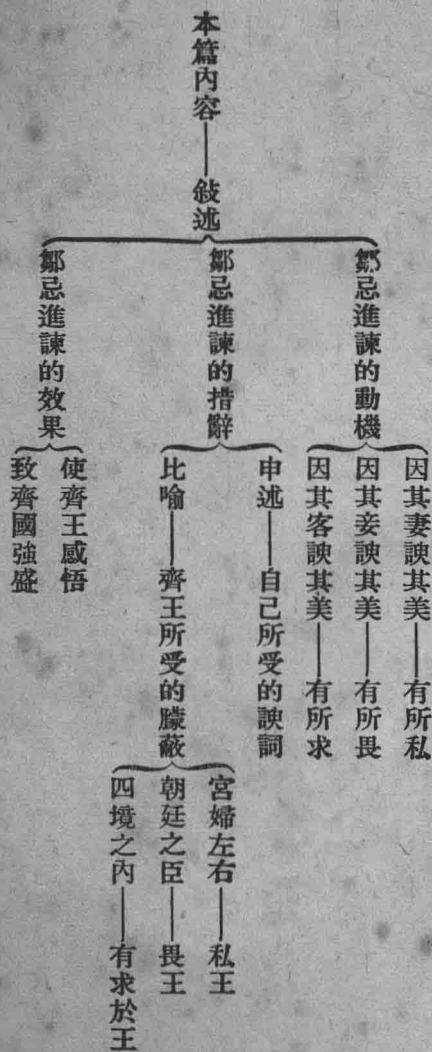 本篇內容——敍述
鄒忌進諫的動機
因其妻諛其美——有所私
因其妾諛其美——有所畏
因其客諛其美——有所求
鄒忌進諫的措辭
申述——自己所受的諛詞
比喻——齊王所受的朦蔽
宮婦左右——私王
朝廷之臣——畏王
四境之內——有求於王
鄒忌進諫的效果
使齊王感悟
致齊國強盛